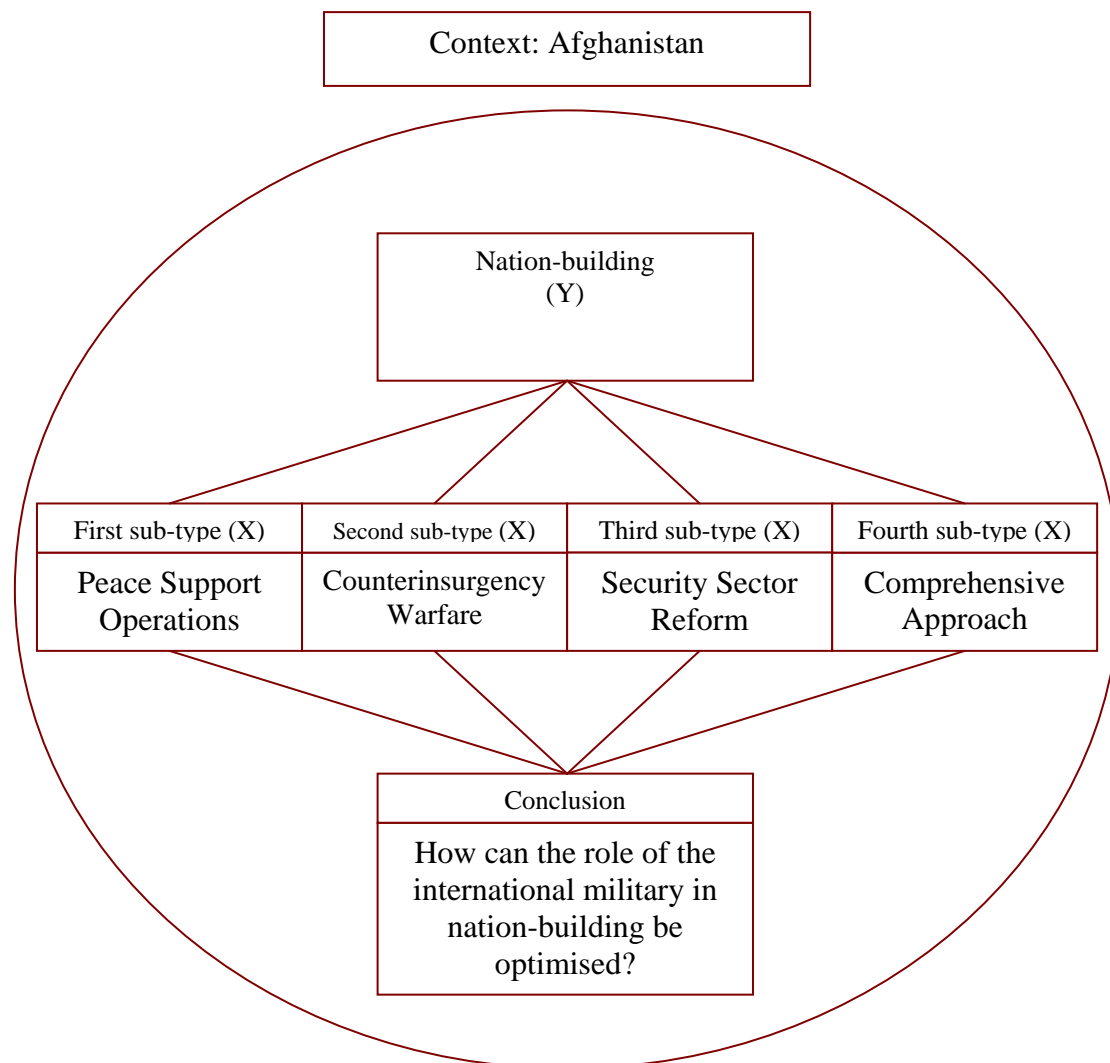 Context: Afghanistan
Nation-building
(Y)
First sub-type (X)
Second sub-type (X)
Third sub-type (X)
Fourth sub-type (X)
Peace Support
Operations
Counterinsurgency
Warfare
Security Sector
Reform
Comprehensive
Approach
Conclusion
How can the role of the
international military in
nation-building be
optimised?